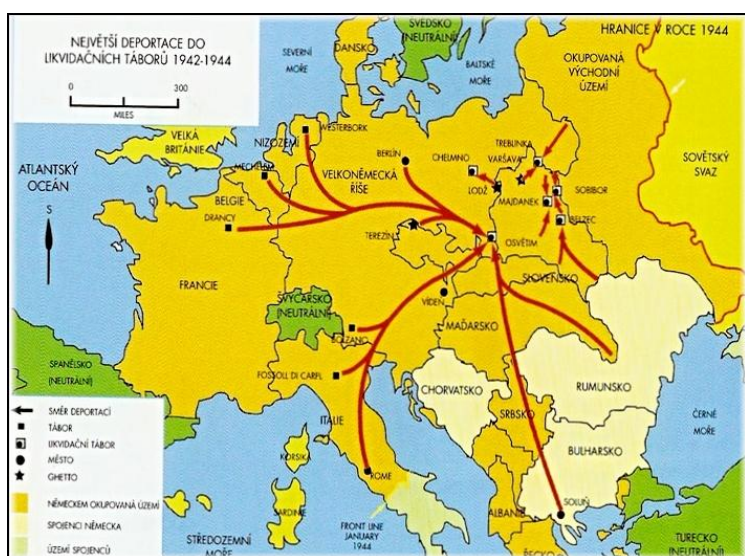 NEJVĚTŠÍ DEPORTACE DO
LIKVIDAČNÍCH TÁBORŮ 1942-1944
0 300
MILES
SEVERNÍ
MOŘE
DÁNSKO
ŠVÉDSKO
(NEUTRÁLNÍ)
BALTSKÉ
MOŘE
HRANICE V ROCE 1944
OKUPOVANÁ
VÝCHODNÍ
ÚZEMÍ
SOVĚTSKÝ
SVAZ
VELKÁ
BRITÁNIE
NIZOZEMÍ
WESTERBORK
ATLANTSKÝ
OCEÁN
S
MECHELEN
BELGIE
DRANCY
VELKONĚMECKÁ
ŘÍŠE
BERLÍN
CHELMNO
LODŽ
VARŠAVA
TREBLINKA
MAJDANEK
SOBIBOR
BELZEC
OSVĚTIM
TEREZÍN
SLOVENSKO
FRANCIE
ŠVÝCARSKO
(NEUTRÁLNÍ)
VÍDEN
MAĎARSKO
BOLZANO
FOSSOLI DI CARPI
ŠPANĚLSKO
(NEUTRÁLNÍ)
CHORVATSKO
RUMUNSKO
SRBSKO
ČERNÉ
MOŘE
ITÁLIE
BULHARSKO
KORSIKA
ROME
SARDINIE
ALBÁNIE
SOLUŇ
STŘEDOZEMNÍ
MOŘE
FRONT LINE
JANUARY
1944
ŘECKO
TURECKO
(NEUTRÁLNÍ)
SMĚR DEPORTACÍ
TÁBOR
LIKVIDAČNÍ TÁBOR
MĚSTO
GHETTO
NĚMECKEM OKUPOVANÁ ÚZEMÍ
SPOJENCI NĚMECKA
ÚZEMÍ SPOJENCŮ